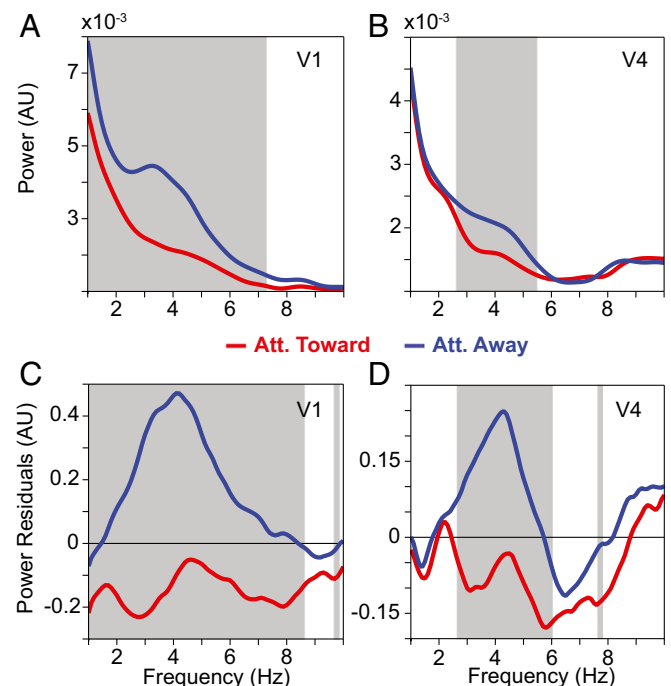 A
x10⁻³
V1
7
5
3
Power (AU)
2 4 6 8
B
x10⁻³
V4
4
3
2
2 4 6 8
Att. Toward Att. Away
C
V1
0.4
0.2
0
-0.2
Power Residuals (AU)
2 4 6 8
Frequency (Hz)
D
V4
0.15
0
-0.15
2 4 6 8
Frequency (Hz)